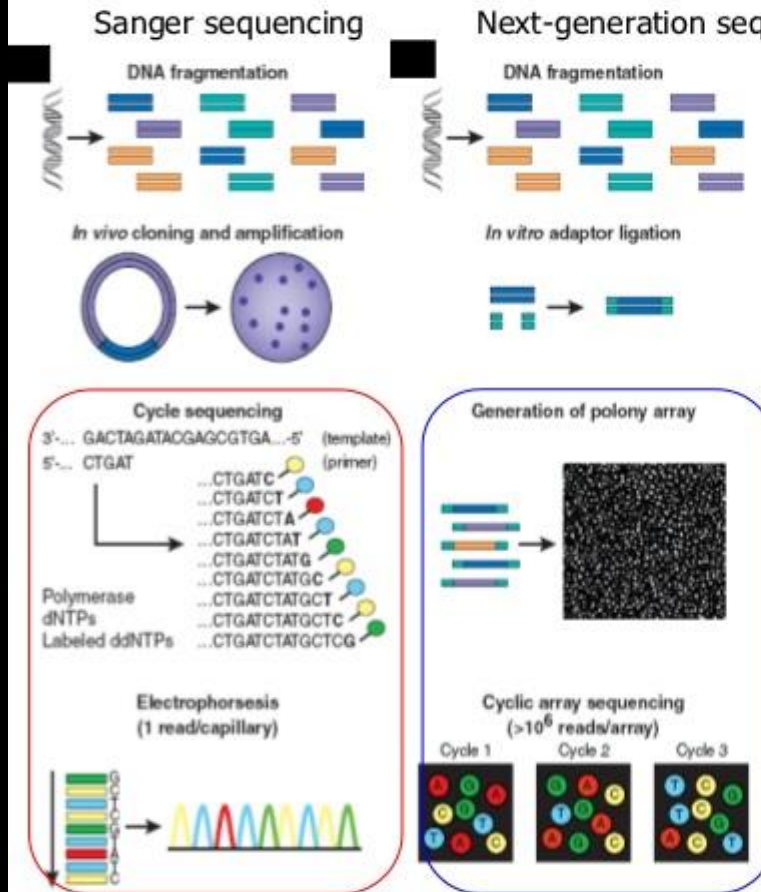 Sanger sequencing
DNA fragmentation
In vivo cloning and amplification
Cycle sequencing
3'-... GACTAGATACGAGCGTGA...-5' (template)
5'-... CTGAT (primer)
...CTGATC
...CTGATCT
...CTGATCTA
...CTGATCTAT
...CTGATCTATG
...CTGATCTATGC
...CTGATCTATGCT
...CTGATCTATGCTC
...CTGATCTATGCTCG
Polymerase
dNTPs
Labeled ddNTPs
Electrophorsesis
(1 read/capillary)
G
C
T
C
G
T
A
T
C
Next-generation seq
DNA fragmentation
In vitro adaptor ligation
Generation of polony array
Cyclic array sequencing
(>10⁶ reads/array)
Cycle 1 Cycle 2 Cycle 3
A G A
C G
T A C
G A C
T G A
A G C
T C G
T C G
C G T